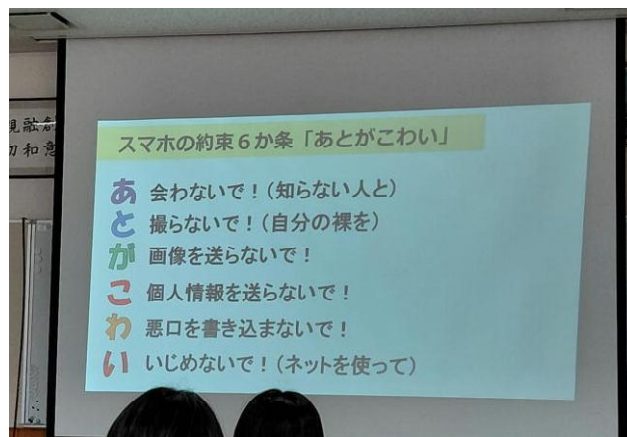 スマホの約束6か条「あとがこわい」
あ 会わないで！(知らない人と)
と 撮らないで！(自分の裸を)
が 画像を送らないで！
こ 個人情報を送らないで！
わ 悪口を書き込まないで！
い いじめないで！(ネットを使って)